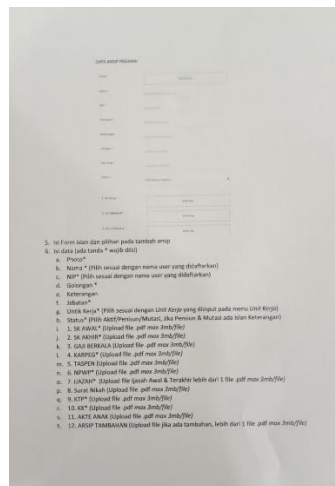 DATA ARSIP PEGAWAI
5. Isi Form isian dan pilihan pada tambah arsip
6. Isi data (ada tanda * wajib diisi)
a. Photo*
b. Nama * (Pilih sesuai dengan nama user yang didaftarkan)
c. NIP* (Pilih sesuai dengan nama user yang didaftarkan)
d. Golongan *
e. Keterangan
f. Jabatan*
g. Untik Kerja* (Pilih sesuai dengan Unit Kerja yang diinput pada menu Unit Kerja)
h. Status* (Pilih Aktif/Pensiun/Mutasi, Jika Pensiun & Mutasi ada isian Keterangan)
i. 1. SK AWAL* (Upload file .pdf max 3mb/file)
j. 2. SK AKHIR* (Upload file .pdf max 3mb/file)
k. 3. GAJI BERKALA (Upload file .pdf max 3mb/file)
l. 4. KARPEG* (Upload file .pdf max 3mb/file)
m. 5. TASPEN (Upload file .pdf max 3mb/file)
n. 6. NPWP* (Upload file .pdf max 3mb/file)
o. 7. IJAZAH* (Upload file Ijazah Awal & Terakhir lebih dari 1 file .pdf max 3mb/file)
p. 8. Surat Nikah (Upload file .pdf max 3mb/file)
q. 9. KTP* (Upload file .pdf max 3mb/file)
r. 10. KK* (Upload file .pdf max 3mb/file)
s. 11. AKTE ANAK (Upload file .pdf max 3mb/file)
t. 12. ARSIP TAMBAHAN (Upload file jika ada tambahan, lebih dari 1 file .pdf max 3mb/file)